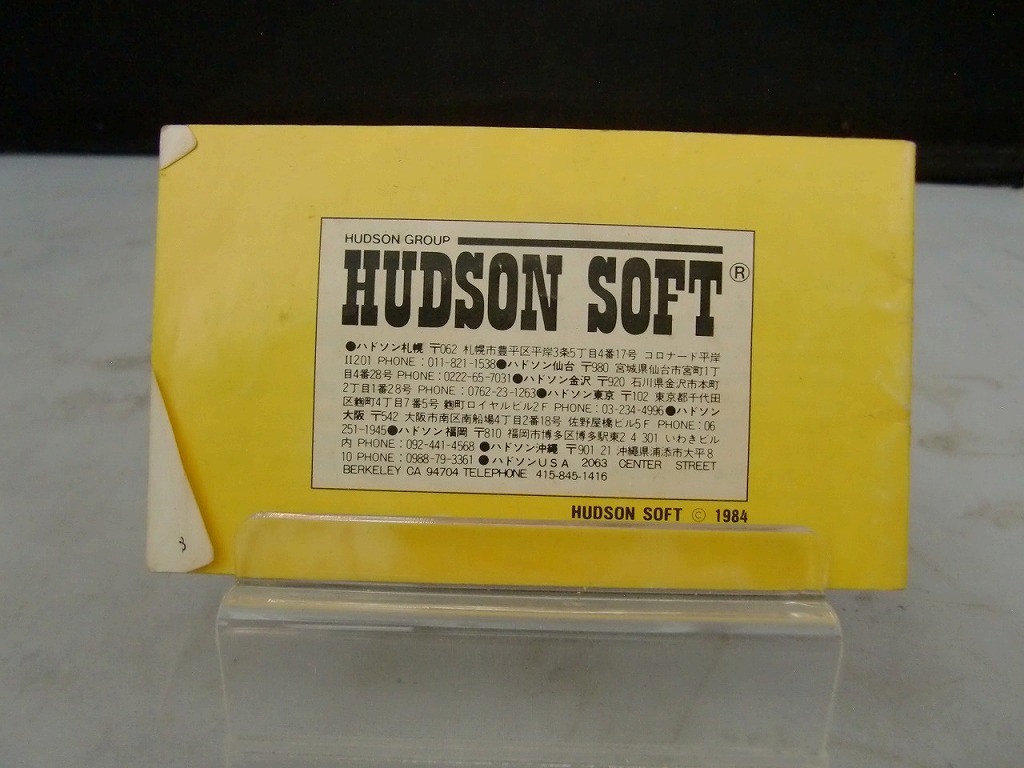 HUDSON GROUP
HUDSON SOFT ®
●ハドソン札幌 〒062 札幌市豊平区平岸3条5丁目4番17号 コロナード平岸
II201 PHONE : 011-821-1538●ハドソン仙台 〒980 宮城県仙台市宮町1丁
目4番28号 PHONE : 0222-65-7031●ハドソン金沢 〒920 石川県金沢市本町
2丁目1番28号 PHONE : 0762-23-1263●ハドソン東京 〒102 東京都千代田
区麹町4丁目7番5号 麹町ロイヤルビル2F PHONE : 03-234-4996●ハドソン
大阪 〒542 大阪市南区南船場4丁目2番18号 佐野屋橋ビル5F PHONE : 06
251-1945●ハドソン福岡 〒810 福岡市博多区博多駅東2 4 301 いわきビル
内 PHONE : 092-441-4568 ●ハドソン沖縄 〒901 21 沖縄県浦添市大平8
10 PHONE : 0988-79-3361 ●ハドソンUSA 2063 CENTER STREET
BERKELEY CA 94704 TELEPHONE 415-845-1416
HUDSON SOFT © 1984
3